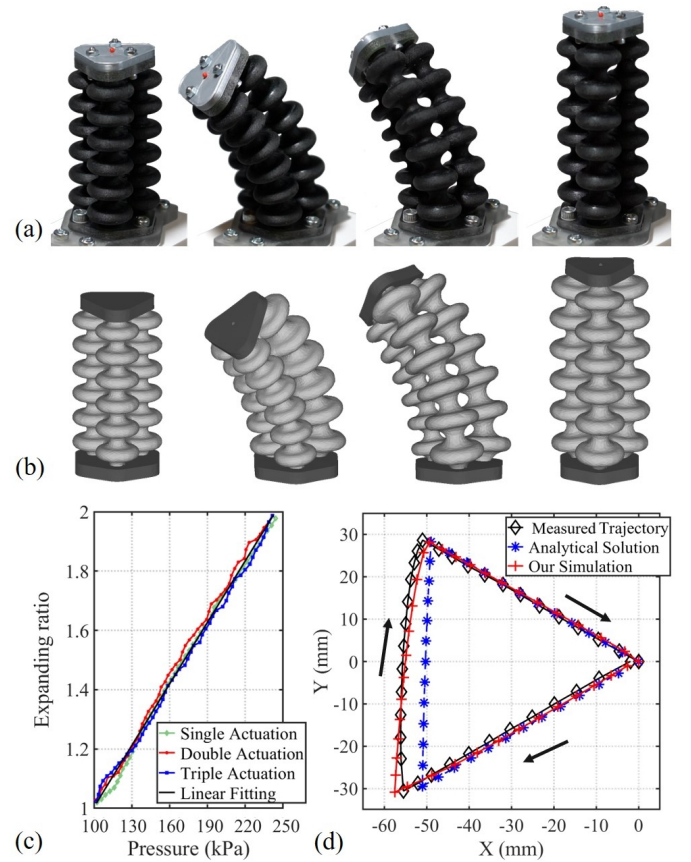 (a)
(b)
2
1.8
1.6
1.4
1.2
1
Expanding ratio
Single Actuation
Double Actuation
Triple Actuation
Linear Fitting
100 130 160 190 220 250
Pressure (kPa)
(c)
30
20
10
0
-10
-20
-30
Y (mm)
Measured Trajectory
Analytical Solution
Our Simulation
-60 -50 -40 -30 -20 -10 0
X (mm)
(d)